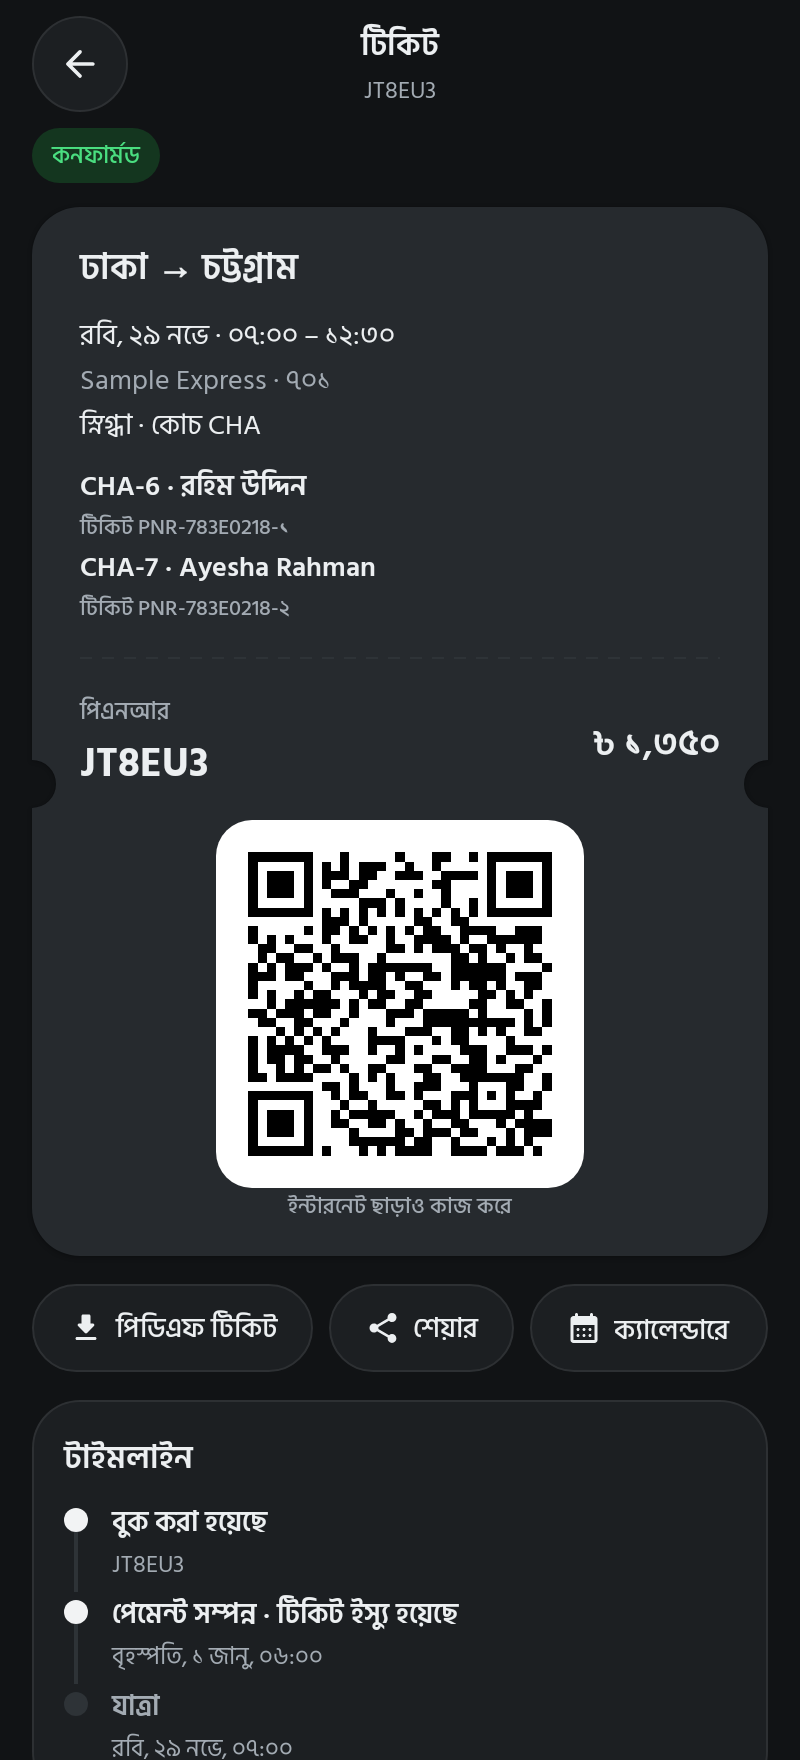 টিকিট
JT8EU3
কনফার্মড
ঢাকা → চট্টগ্রাম
রবি, ২৯ নভে · ০৭:০০ – ১২:৩০
Sample Express · ৭০১
স্নিগ্ধা · কোচ CHA
CHA-6 · রহিম উদ্দিন
টিকিট PNR-783E0218-১
CHA-7 · Ayesha Rahman
টিকিট PNR-783E0218-২
পিএনআর
JT8EU3
৳ ১,৩৫০
ইন্টারনেট ছাড়াও কাজ করে
পিডিএফ টিকিট
শেয়ার
ক্যালেন্ডারে
টাইমলাইন
বুক করা হয়েছে
JT8EU3
পেমেন্ট সম্পন্ন · টিকিট ইস্যু হয়েছে
বৃহস্পতি, ১ জানু, ০৬:০০
যাত্রা
রবি, ২৯ নভে, ০৭:০০